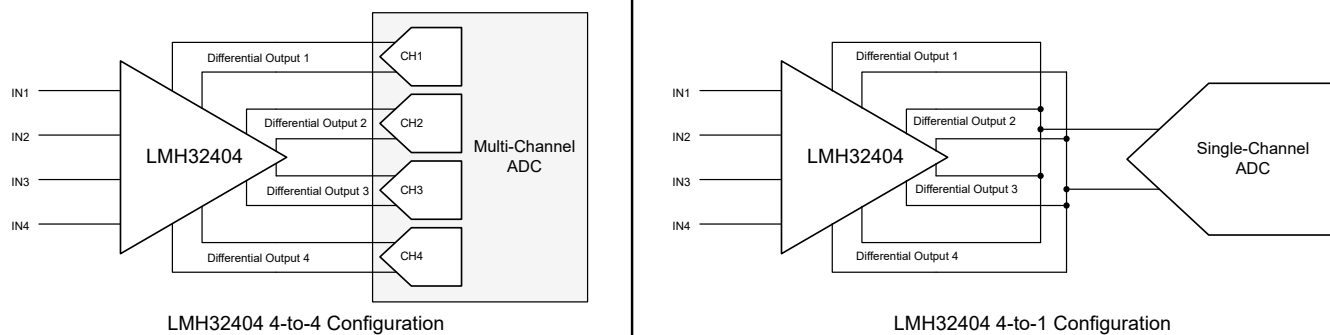 IN1
IN2
IN3
IN4
LMH32404
Differential Output 1
Differential Output 2
Differential Output 3
Differential Output 4
CH1
CH2
CH3
CH4
Multi-Channel
ADC
LMH32404 4-to-4 Configuration
IN1
IN2
IN3
IN4
LMH32404
Differential Output 1
Differential Output 2
Differential Output 3
Differential Output 4
Single-Channel
ADC
LMH32404 4-to-1 Configuration